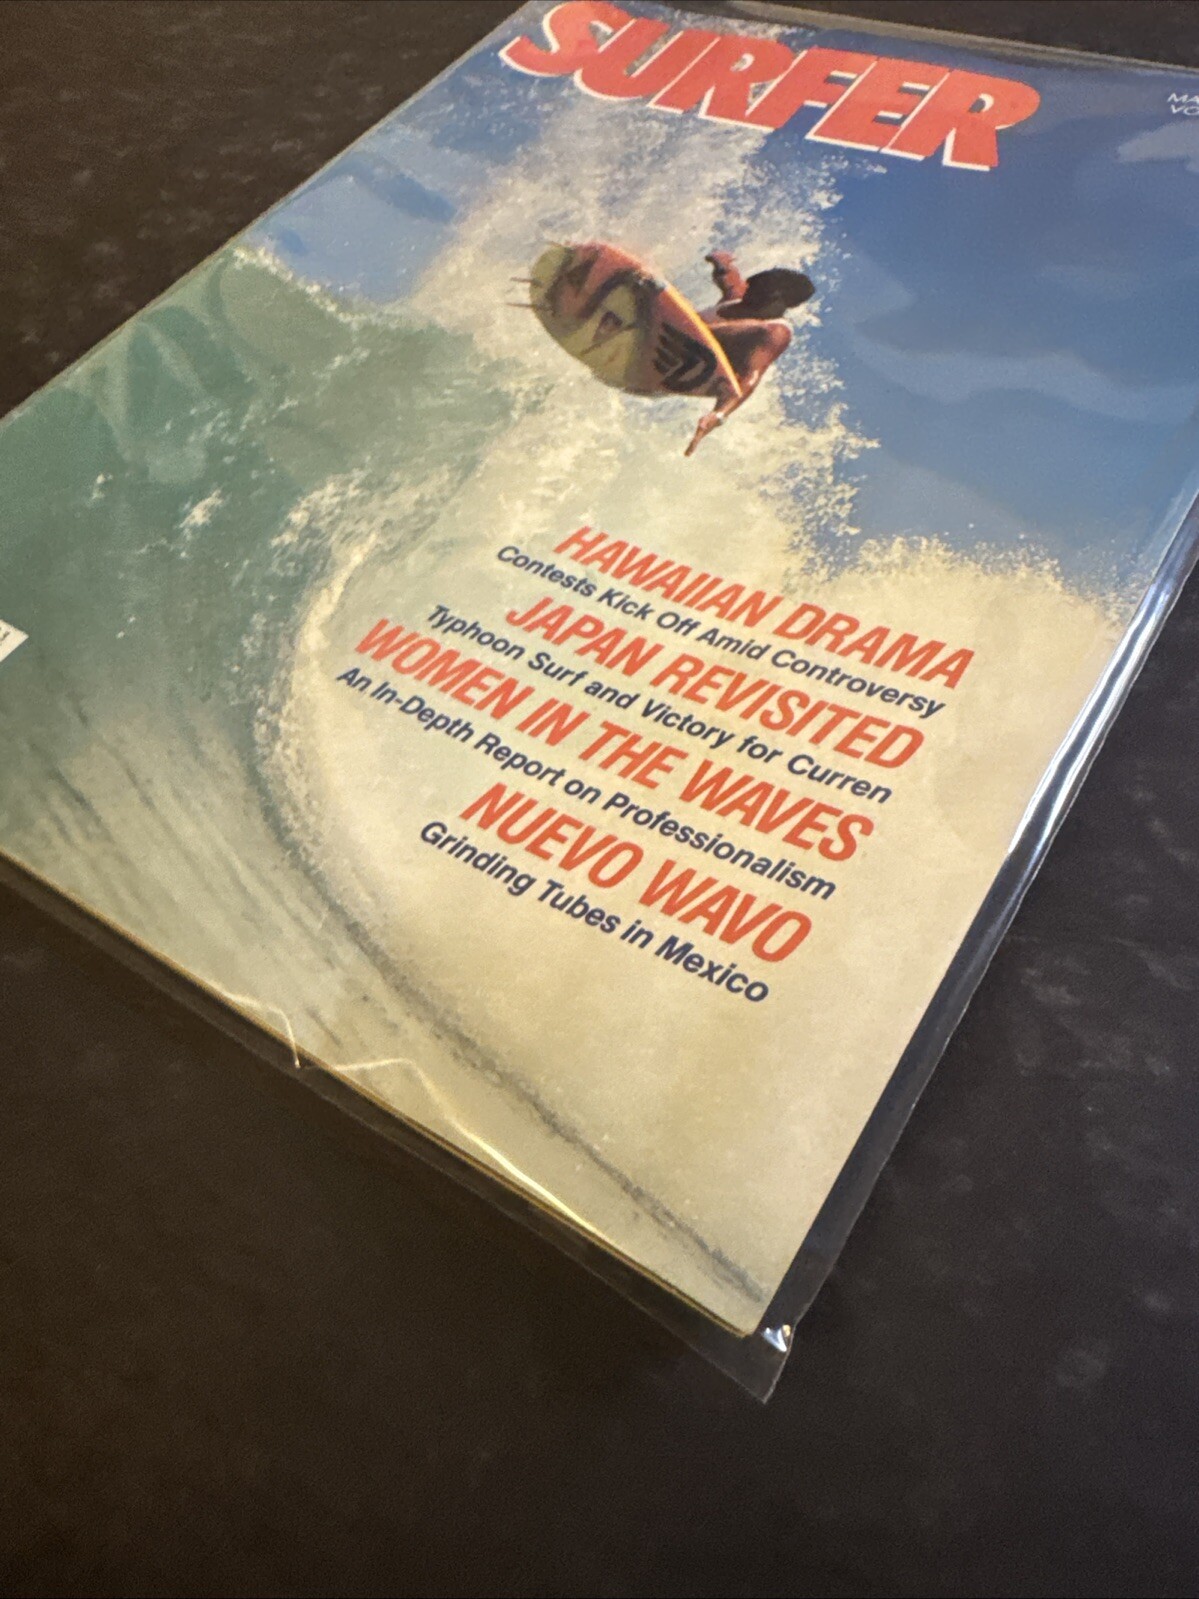 SURFER
HAWAIIAN DRAMA
Contests Kick Off Amid Controversy
JAPAN REVISITED
Typhoon Surf and Victory for Curren
WOMEN IN THE WAVES
An In-Depth Report on Professionalism
NUEVO WAVO
Grinding Tubes in Mexico